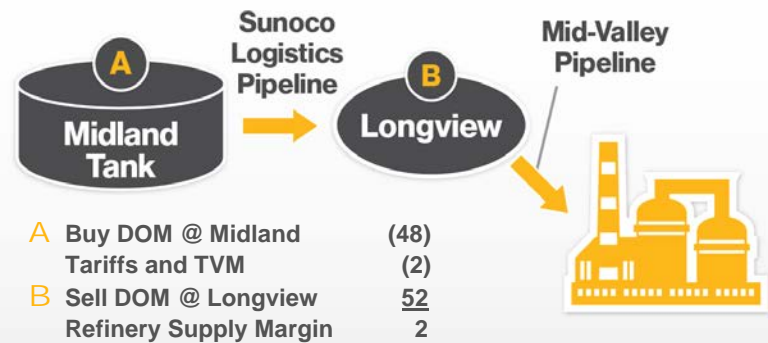 Sunoco
Logistics
Pipeline
Mid-Valley
Pipeline
A
B
Midland
Tank
Longview
A Buy DOM @ Midland (48)
Tariffs and TVM (2)
B Sell DOM @ Longview 52
Refinery Supply Margin 2